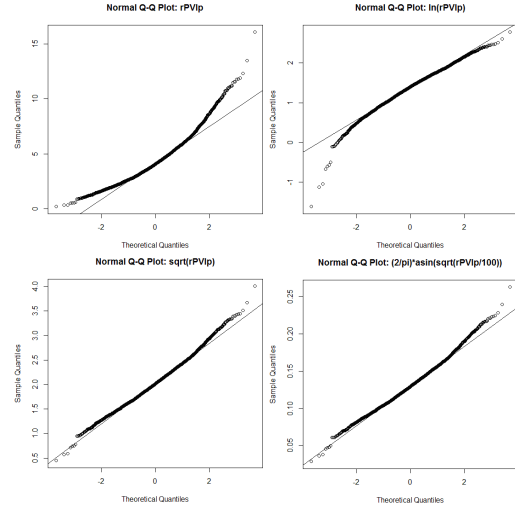 Normal Q-Q Plot: rPVIp
Sample Quantiles
15
10
5
0
-2
0
2
Theoretical Quantiles
Normal Q-Q Plot: ln(rPVIp)
Sample Quantiles
2
1
0
-1
-2
0
2
Theoretical Quantiles
Normal Q-Q Plot: sqrt(rPVIp)
Sample Quantiles
4.0
3.5
3.0
2.5
2.0
1.5
1.0
0.5
-2
0
2
Theoretical Quantiles
Normal Q-Q Plot: (2/pi)*asin(sqrt(rPVIp/100))
Sample Quantiles
0.25
0.20
0.15
0.10
0.05
-2
0
2
Theoretical Quantiles